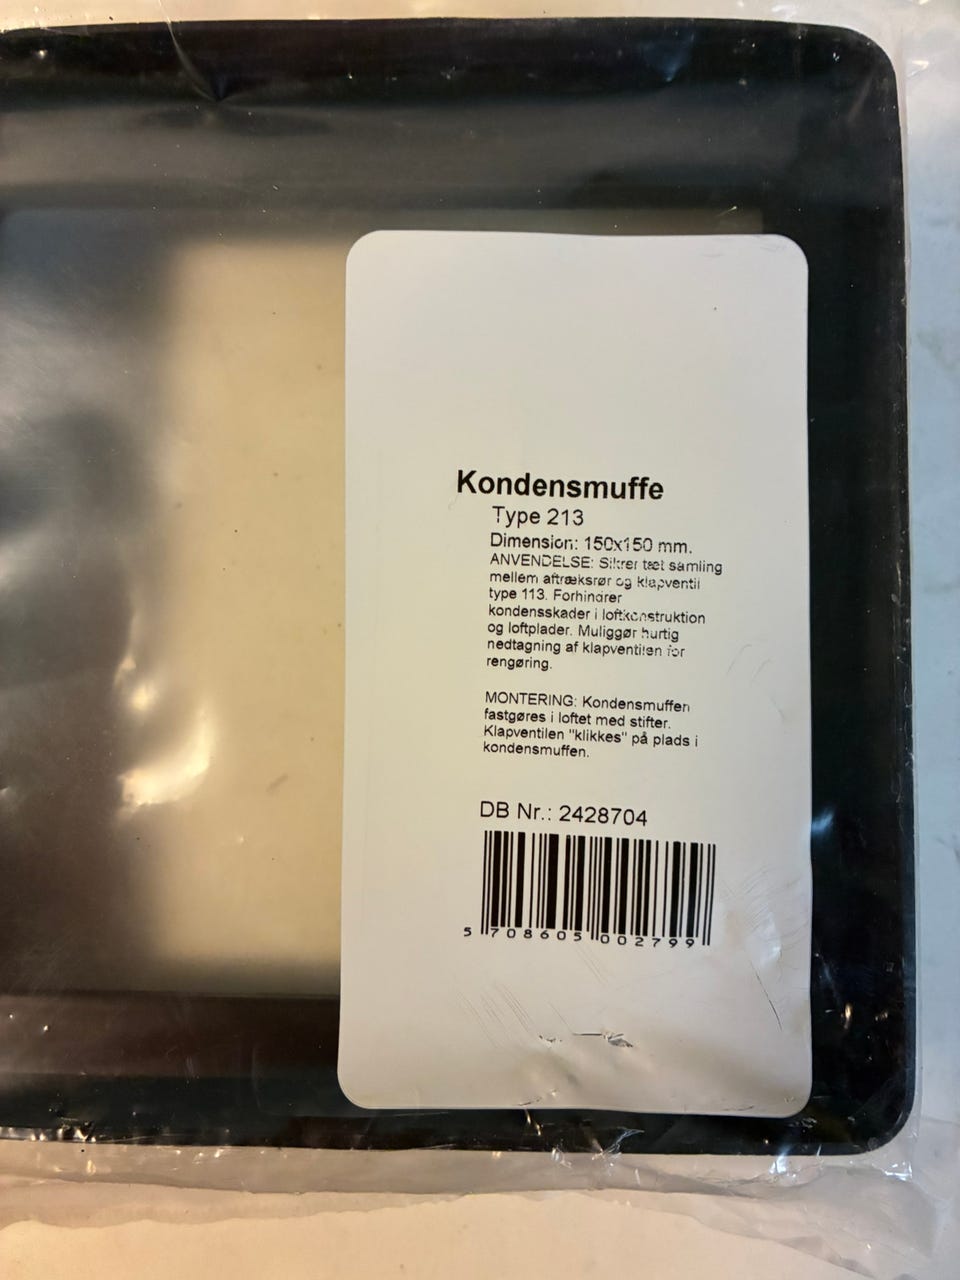 Kondensmuffe
Type 213
Dimension: 150x150 mm.
ANVENDELSE: Sikrer tæt samling
mellem aftræksrør og klapventil
type 113. Forhindrer
kondensskader i loftkonstruktion
og loftplader. Muliggør hurtig
nedtagning af klapventilen for
rengøring.
MONTERING: Kondensmuffen
fastgøres i loftet med stifter.
Klapventilen "klikkes" på plads i
kondensmuffen.
DB Nr.: 2428704
5 708605 002799